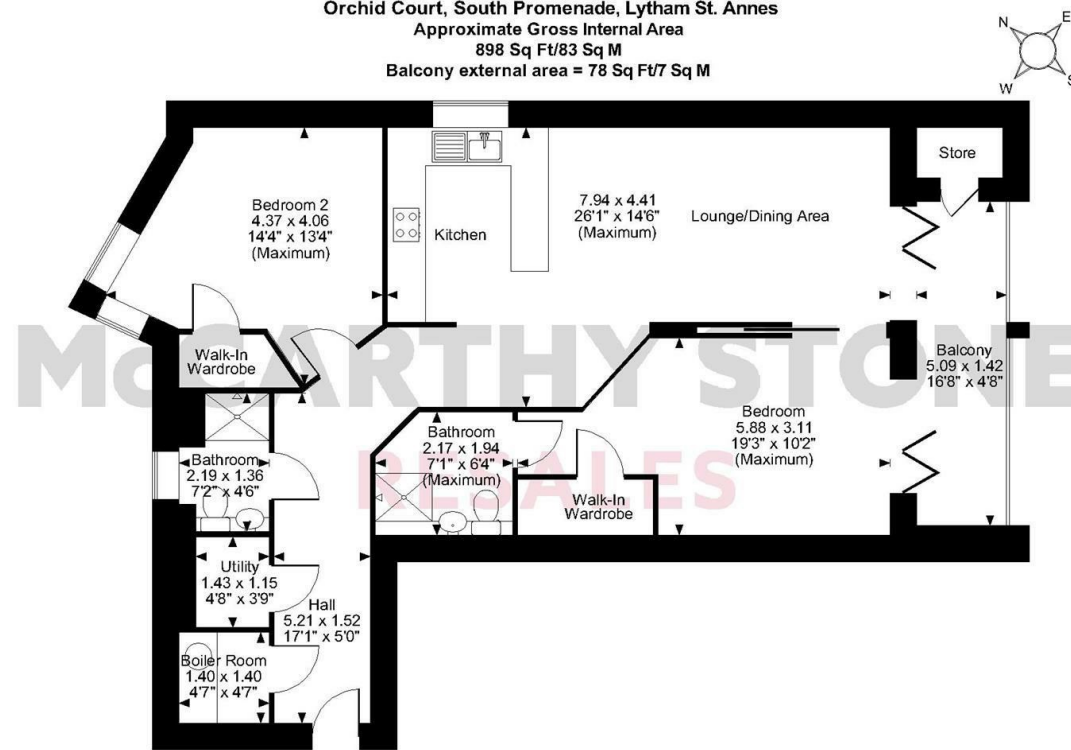 Orchid Court, South Promenade, Lytham St. Annes
Approximate Gross Internal Area
898 Sq Ft/83 Sq M
Balcony external area = 78 Sq Ft/7 Sq M
N
E
W
S
Store
Bedroom 2
4.37 x 4.06
14'4" x 13'4"
(Maximum)
Kitchen
7.94 x 4.41
26'1" x 14'6"
(Maximum)
Lounge/Dining Area
McCARTHY STONE
RESALES
Walk-In
Wardrobe
Balcony
5.09 x 1.42
16'8" x 4'8"
Bathroom
2.19 x 1.36
7'2" x 4'6"
Bathroom
2.17 x 1.94
7'1" x 6'4"
(Maximum)
Bedroom
5.88 x 3.11
19'3" x 10'2"
(Maximum)
Walk-In
Wardrobe
Utility
1.43 x 1.15
4'8" x 3'9"
Hall
5.21 x 1.52
17'1" x 5'0"
Boiler Room
1.40 x 1.40
4'7" x 4'7"